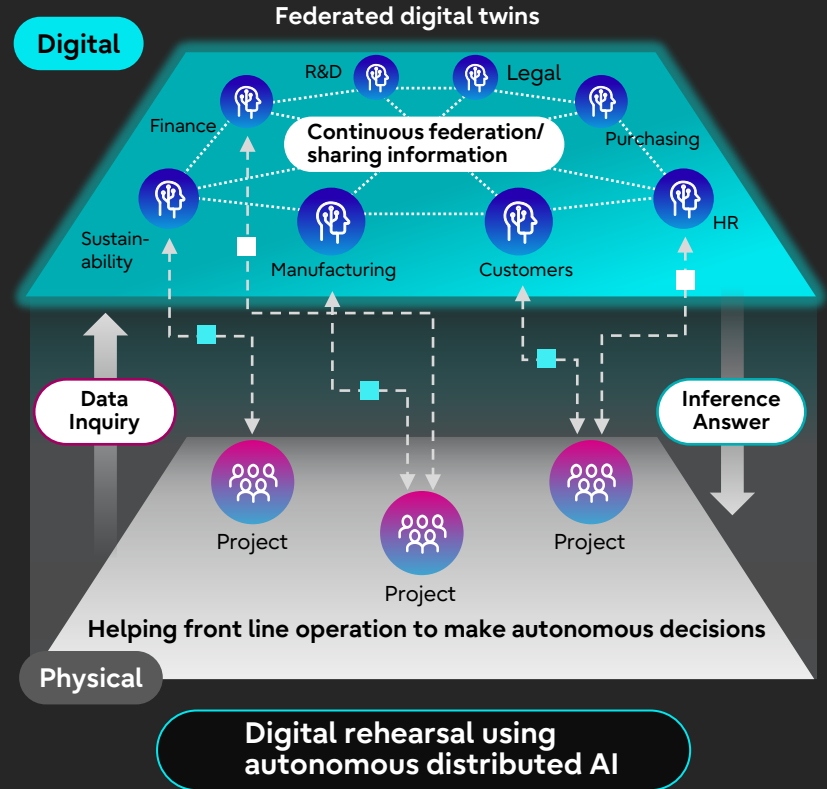 Federated digital twins
Digital
R&D
Legal
Finance
Continuous federation/
sharing information
Purchasing
Sustain-
ability
Manufacturing
Customers
HR
Data
Inquiry
Inference
Answer
Project
Project
Project
Helping front line operation to make autonomous decisions
Physical
Digital rehearsal using
autonomous distributed AI